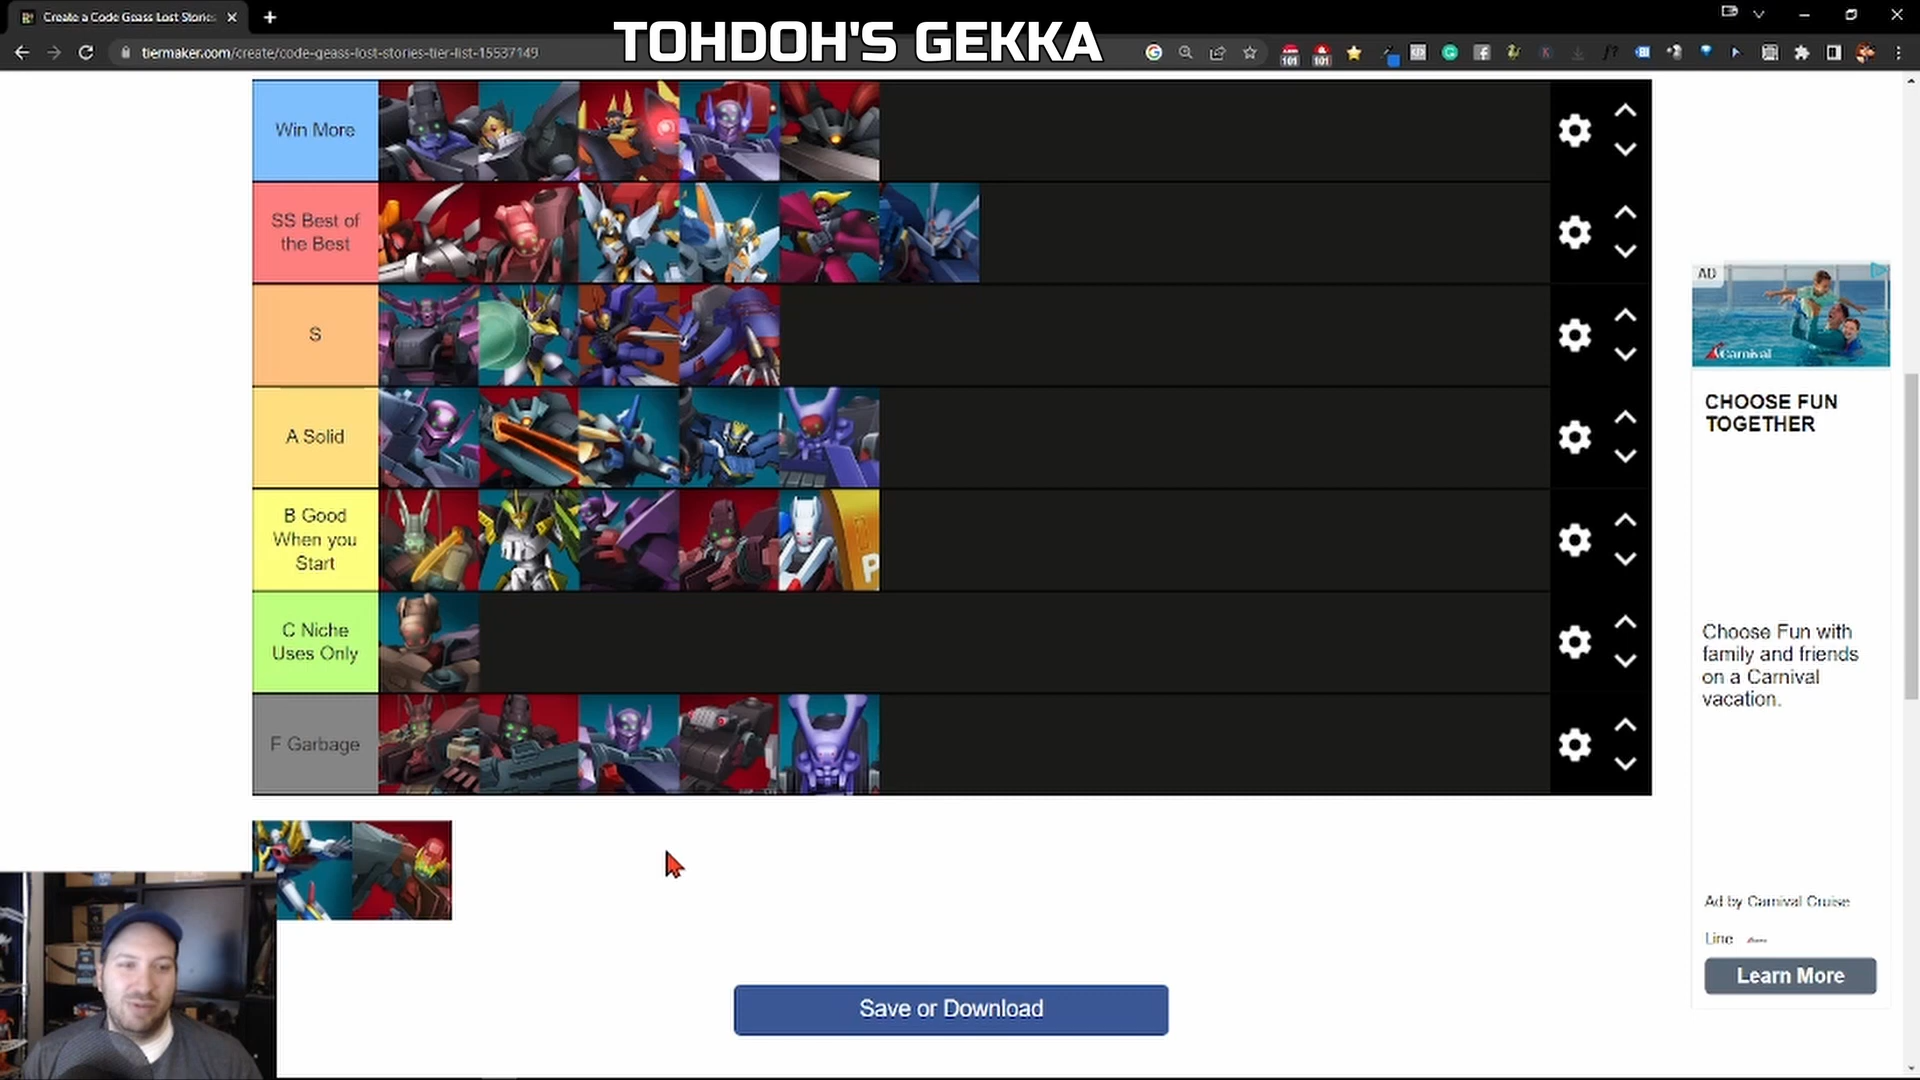 Create a Code Geass Lost Stories
tiermaker.com/create/code-geass-lost-stories-tier-list-15537149
TOHDOH'S GEKKA
101
101
Win More
SS Best of
the Best
S
A Solid
B Good
When you
Start
P
C Niche
Uses Only
F Garbage
AD
Carnival
CHOOSE FUN
TOGETHER
Choose Fun with
family and friends
on a Carnival
vacation.
Ad by Carnival Cruise
Line
Learn More
Save or Download